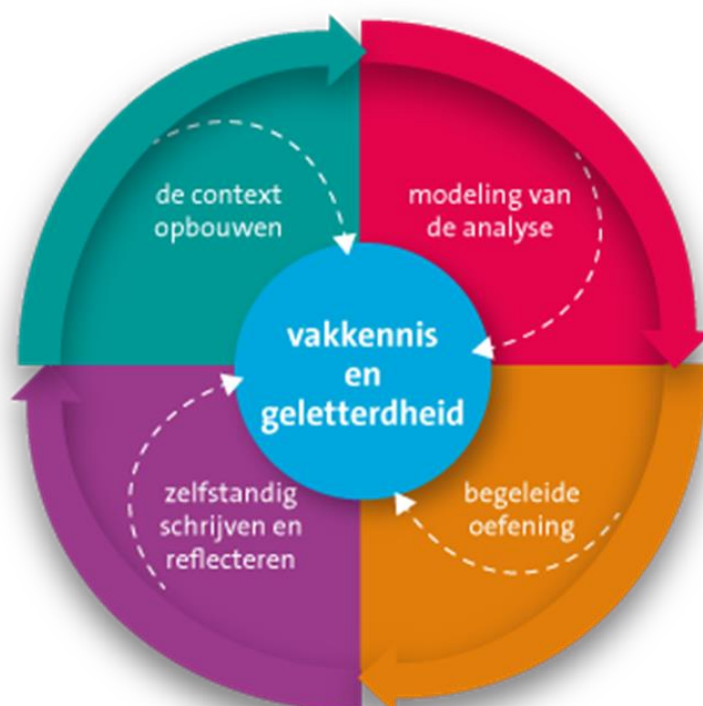 de context
opbouwen
modeling van
de analyse
vakkennis
en
geletterdheid
zelfstandig
schrijven en
reflecteren
begeleide
oefening